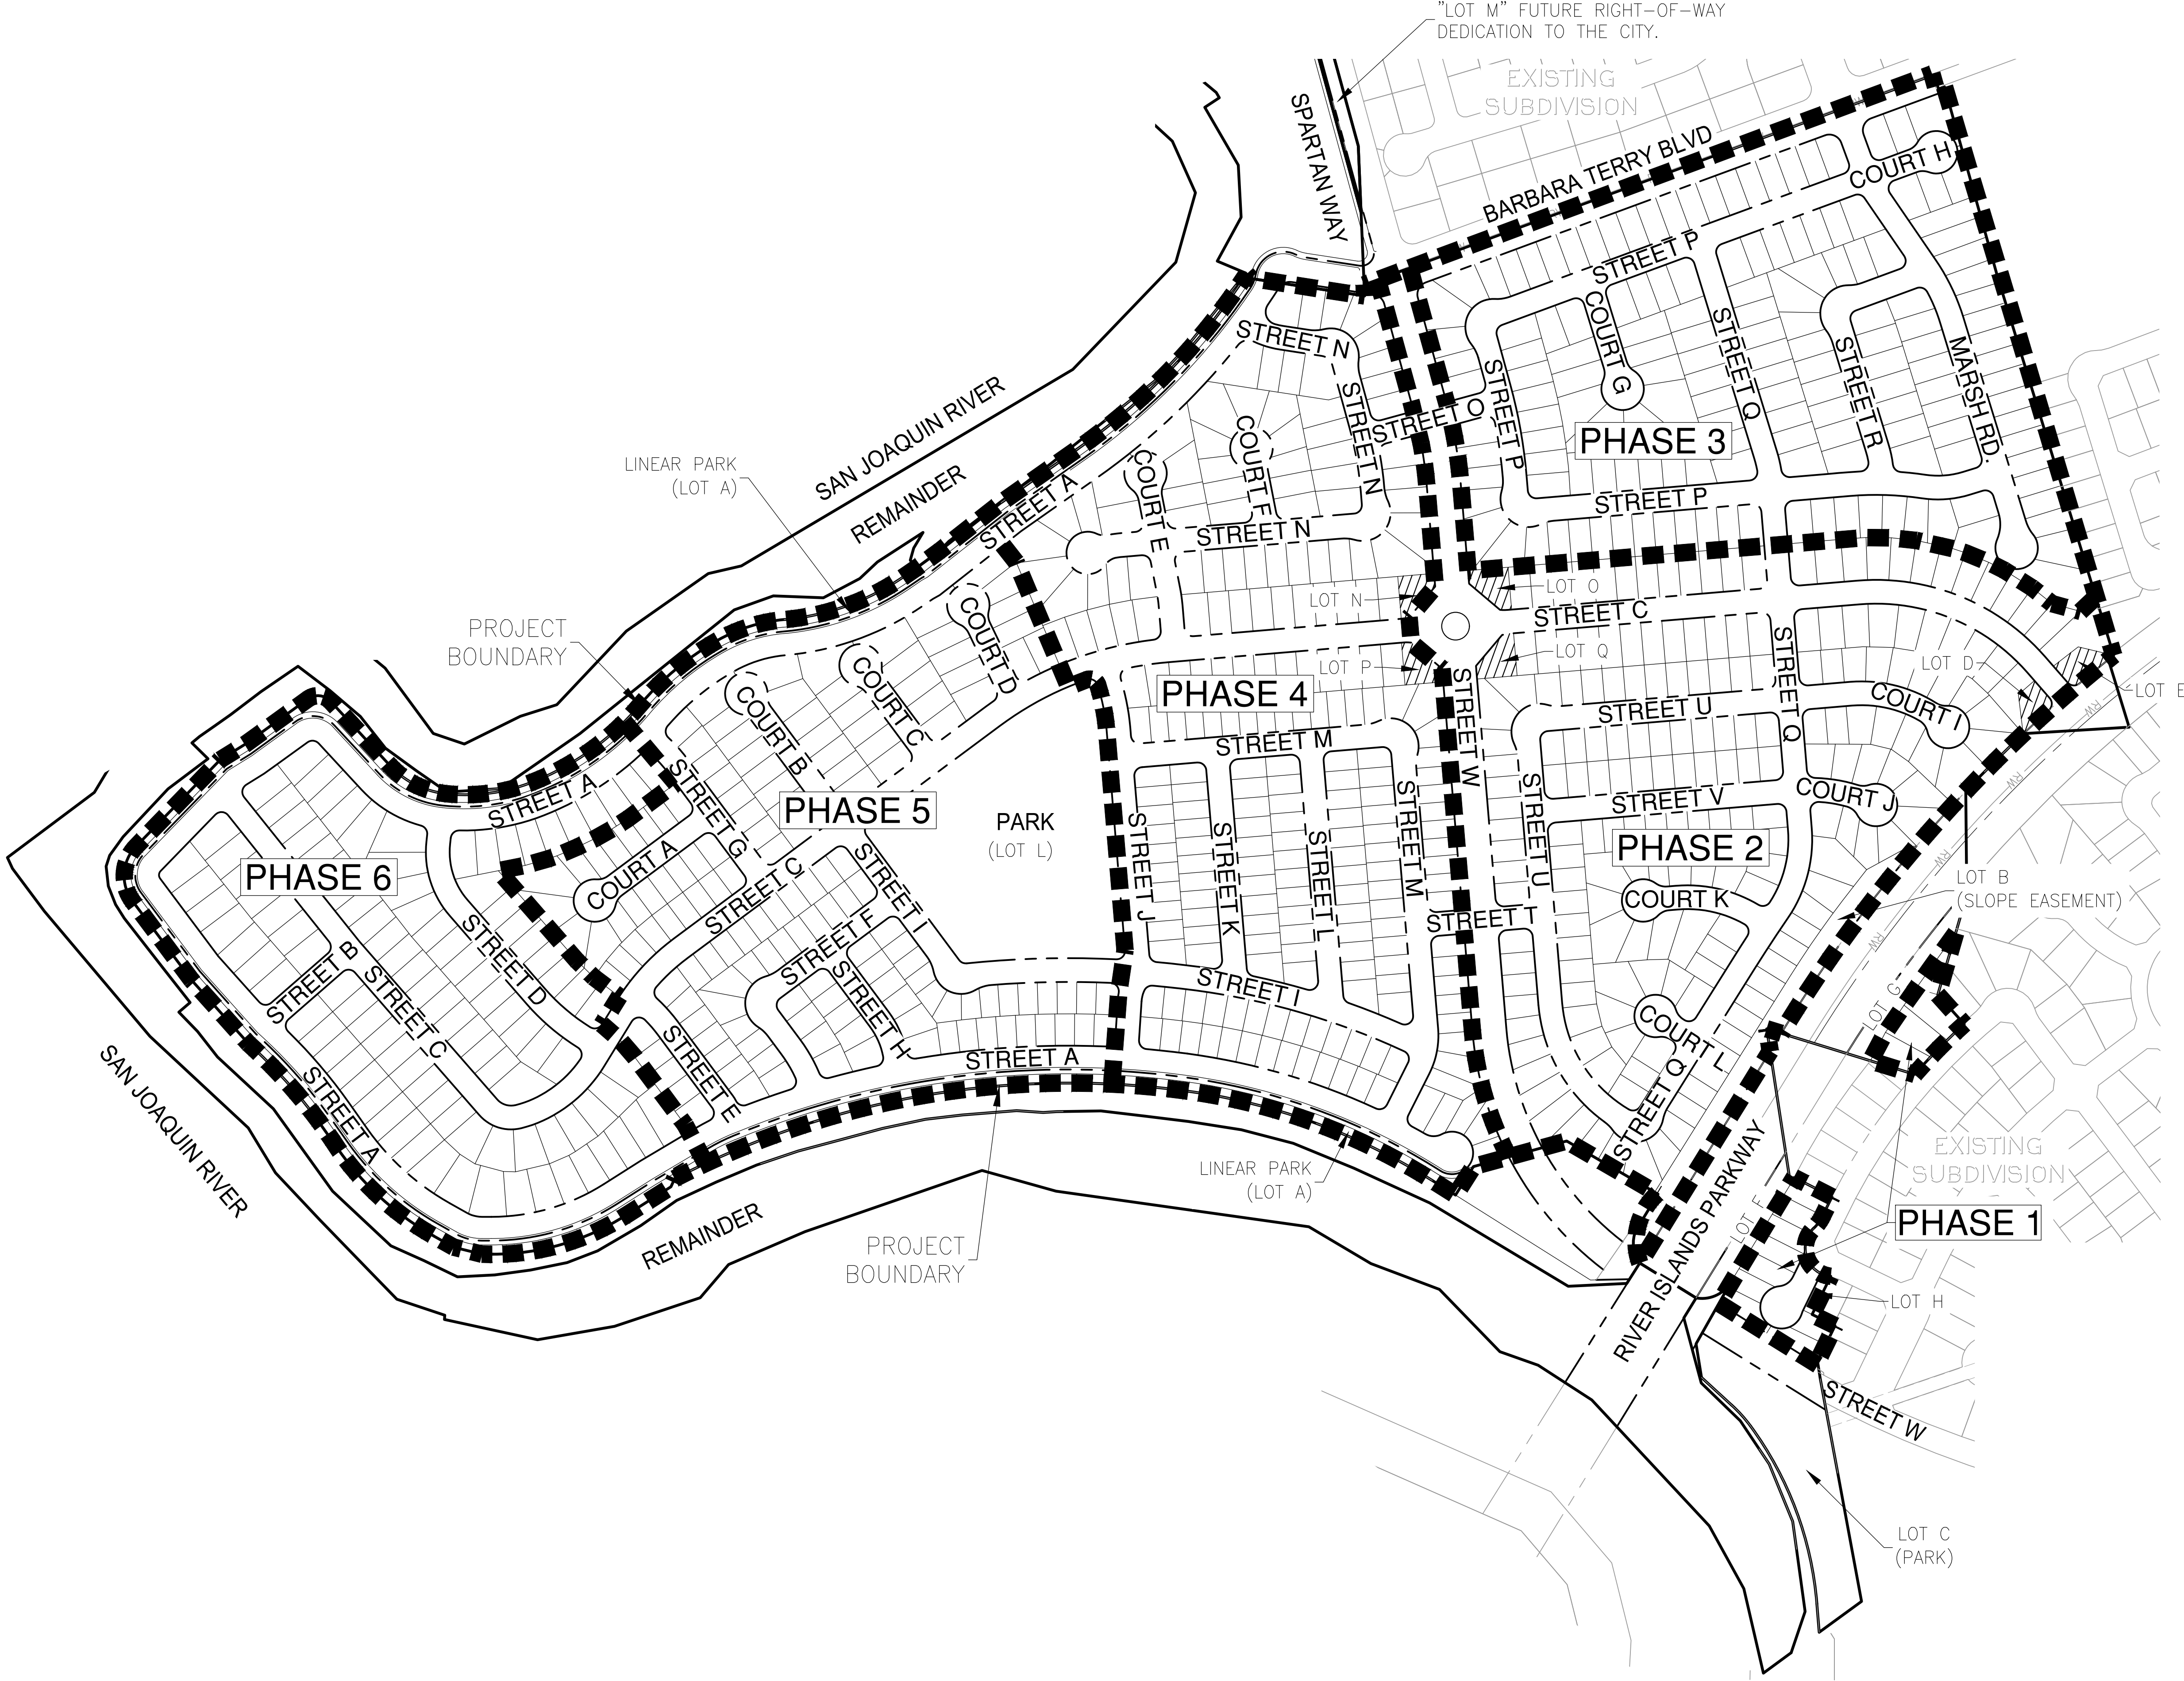 "LOT M" FUTURE RIGHT-OF-WAY
DEDICATION TO THE CITY.
EXISTING
SUBDIVISION
SPARTAN WAY
BARBARA TERRY BLVD
COURT H
STREET P
STREET N
COURT G
STREET Q
STREET R
MARSH RD.
STREET P
STREET O
STREET N
PHASE 3
SAN JOAQUIN RIVER
REMAINDER
LINEAR PARK
(LOT A)
STREET A
COURT E
COURT F
STREET N
STREET P
LOT N
LOT O
STREET C
LOT P
LOT Q
LOT D
LOT E
PROJECT
BOUNDARY
COURT D
COURT C
COURT B
PHASE 4
STREET W
STREET U
STREET Q
COURT I
RW
RW
RW
RW
STREET M
STREET A
STREET G
PHASE 5
PARK
(LOT L)
STREET J
STREET K
STREET L
STREET M
STREET U
STREET V
COURT J
PHASE 2
PHASE 6
COURT A
STREET C
STREET I
STREET F
STREET H
STREET T
COURT K
LOT B
(SLOPE EASEMENT)
STREET B
STREET C
STREET D
STREET I
COURT L
LOT G
STREET A
STREET E
STREET A
STREET Q
SAN JOAQUIN RIVER
LINEAR PARK
(LOT A)
REMAINDER
PROJECT
BOUNDARY
RIVER ISLANDS PARKWAY
LOT F
EXISTING
SUBDIVISION
PHASE 1
LOT H
STREET W
LOT C
(PARK)